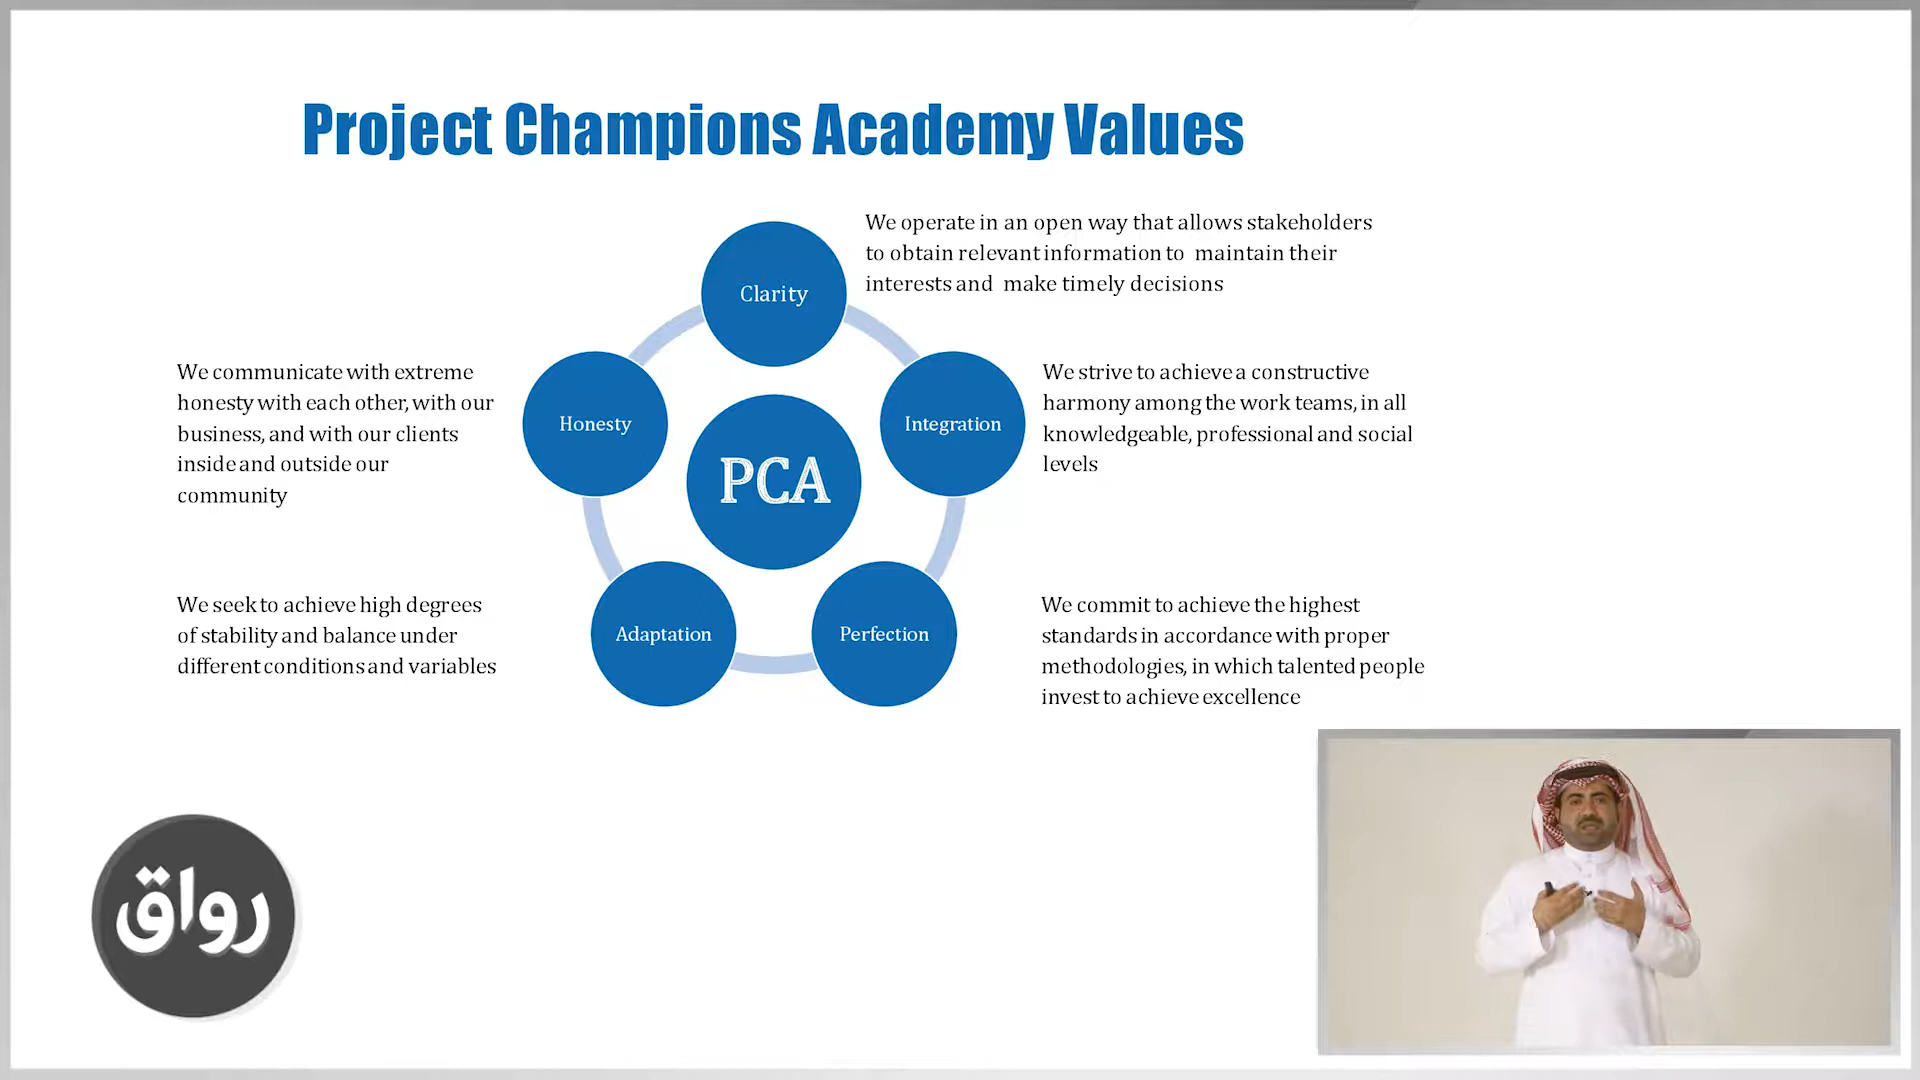 Project Champions Academy Values
Clarity
We operate in an open way that allows stakeholders
to obtain relevant information to maintain their
interests and make timely decisions
Integration
We strive to achieve a constructive
harmony among the work teams, in all
knowledgeable, professional and social
levels
Perfection
We commit to achieve the highest
standards in accordance with proper
methodologies, in which talented people
invest to achieve excellence
Adaptation
We seek to achieve high degrees
of stability and balance under
different conditions and variables
Honesty
We communicate with extreme
honesty with each other, with our
business, and with our clients
inside and outside our
community
PCA
رواق